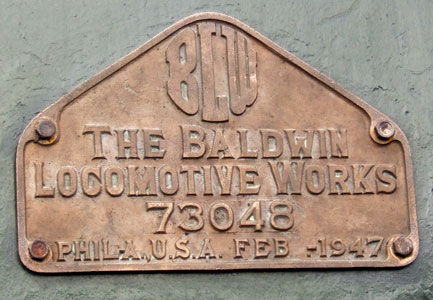 BLW
THE BALDWIN
LOCOMOTIVE WORKS
73048
PHILA., U.S.A. FEB -1947